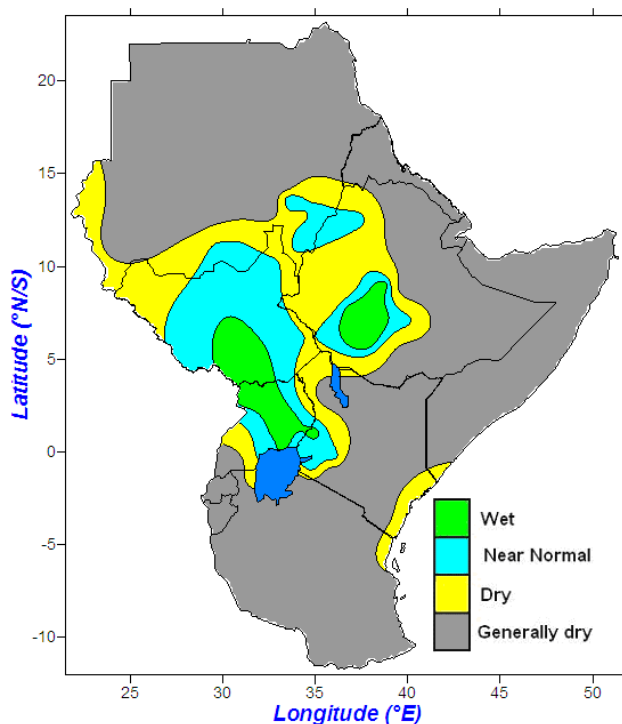 20
15
10
5
0
-5
-10
Latitude (°N/S)
Wet
Near Normal
Dry
Generally dry
25 30 35 40 45 50
Longitude (°E)